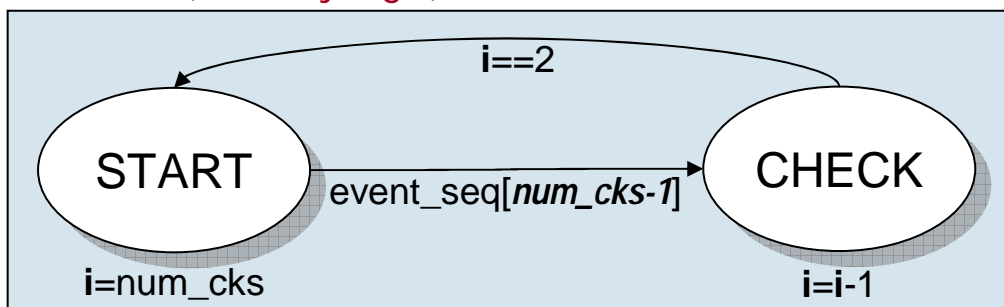 i==2
START
CHECK
event_seq[num_cks-1]
i=num_cks
i=i-1